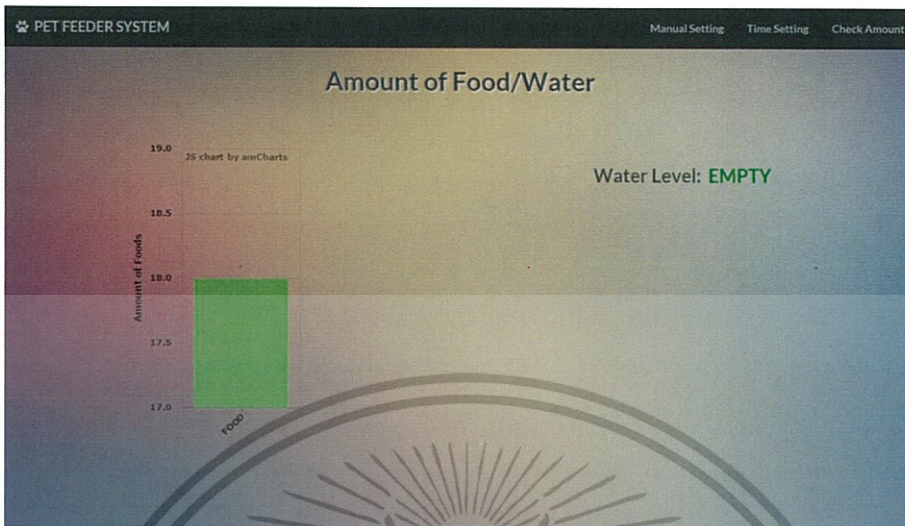 PET FEEDER SYSTEM
Manual Setting Time Setting Check Amount
Amount of Food/Water
Water Level: EMPTY
JS chart by amCharts
Amount of Foods
19.0
18.5
18.0
17.5
17.0
FOOD